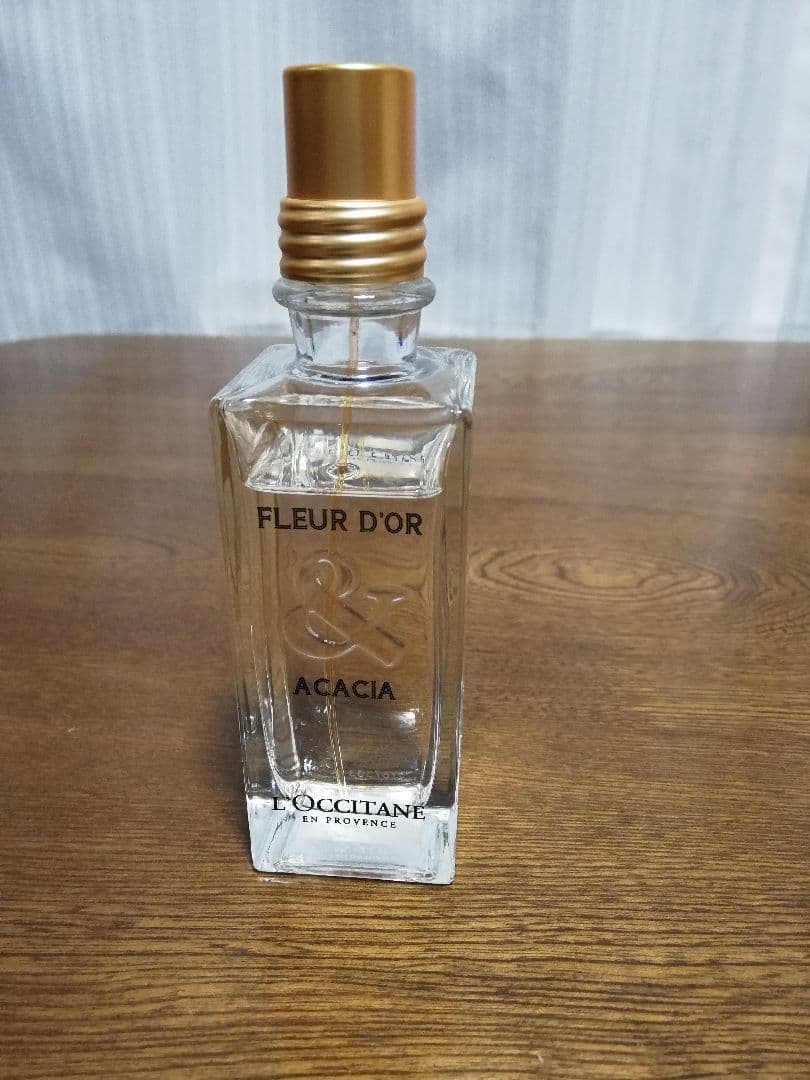 FLEUR D'OR
&
ACACIA
L'OCCITANE
EN PROVENCE